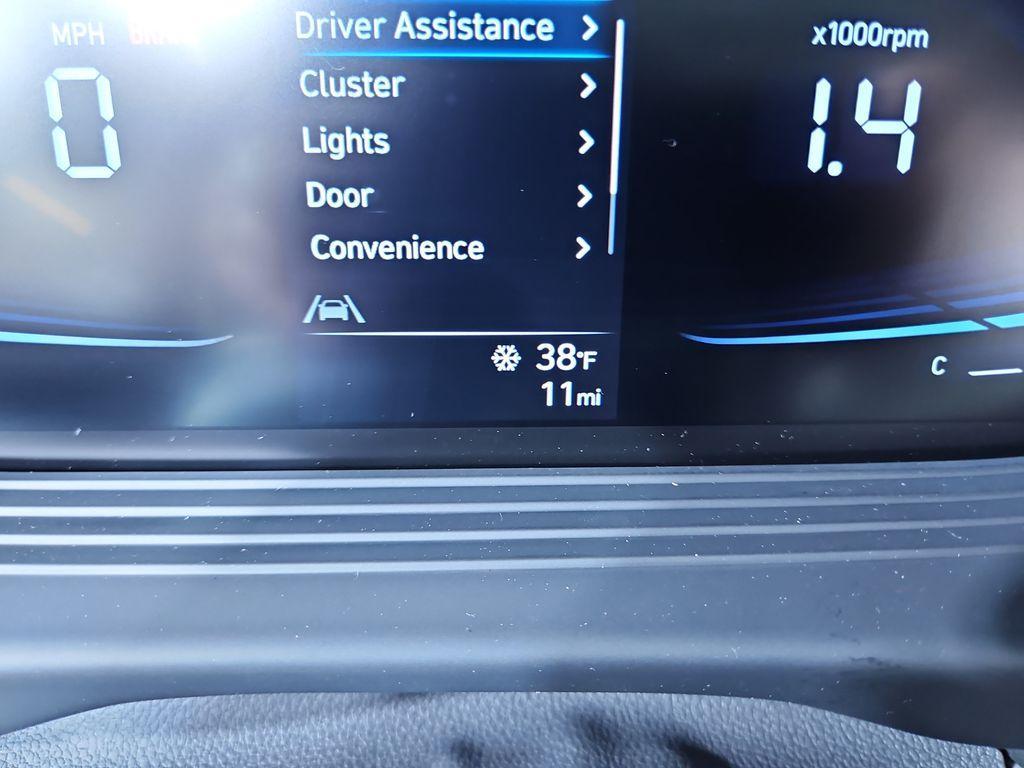 MPH
Driver Assistance
x1000rpm
0
Cluster
1.4
Lights
Door
Convenience
38°F
C
11mi